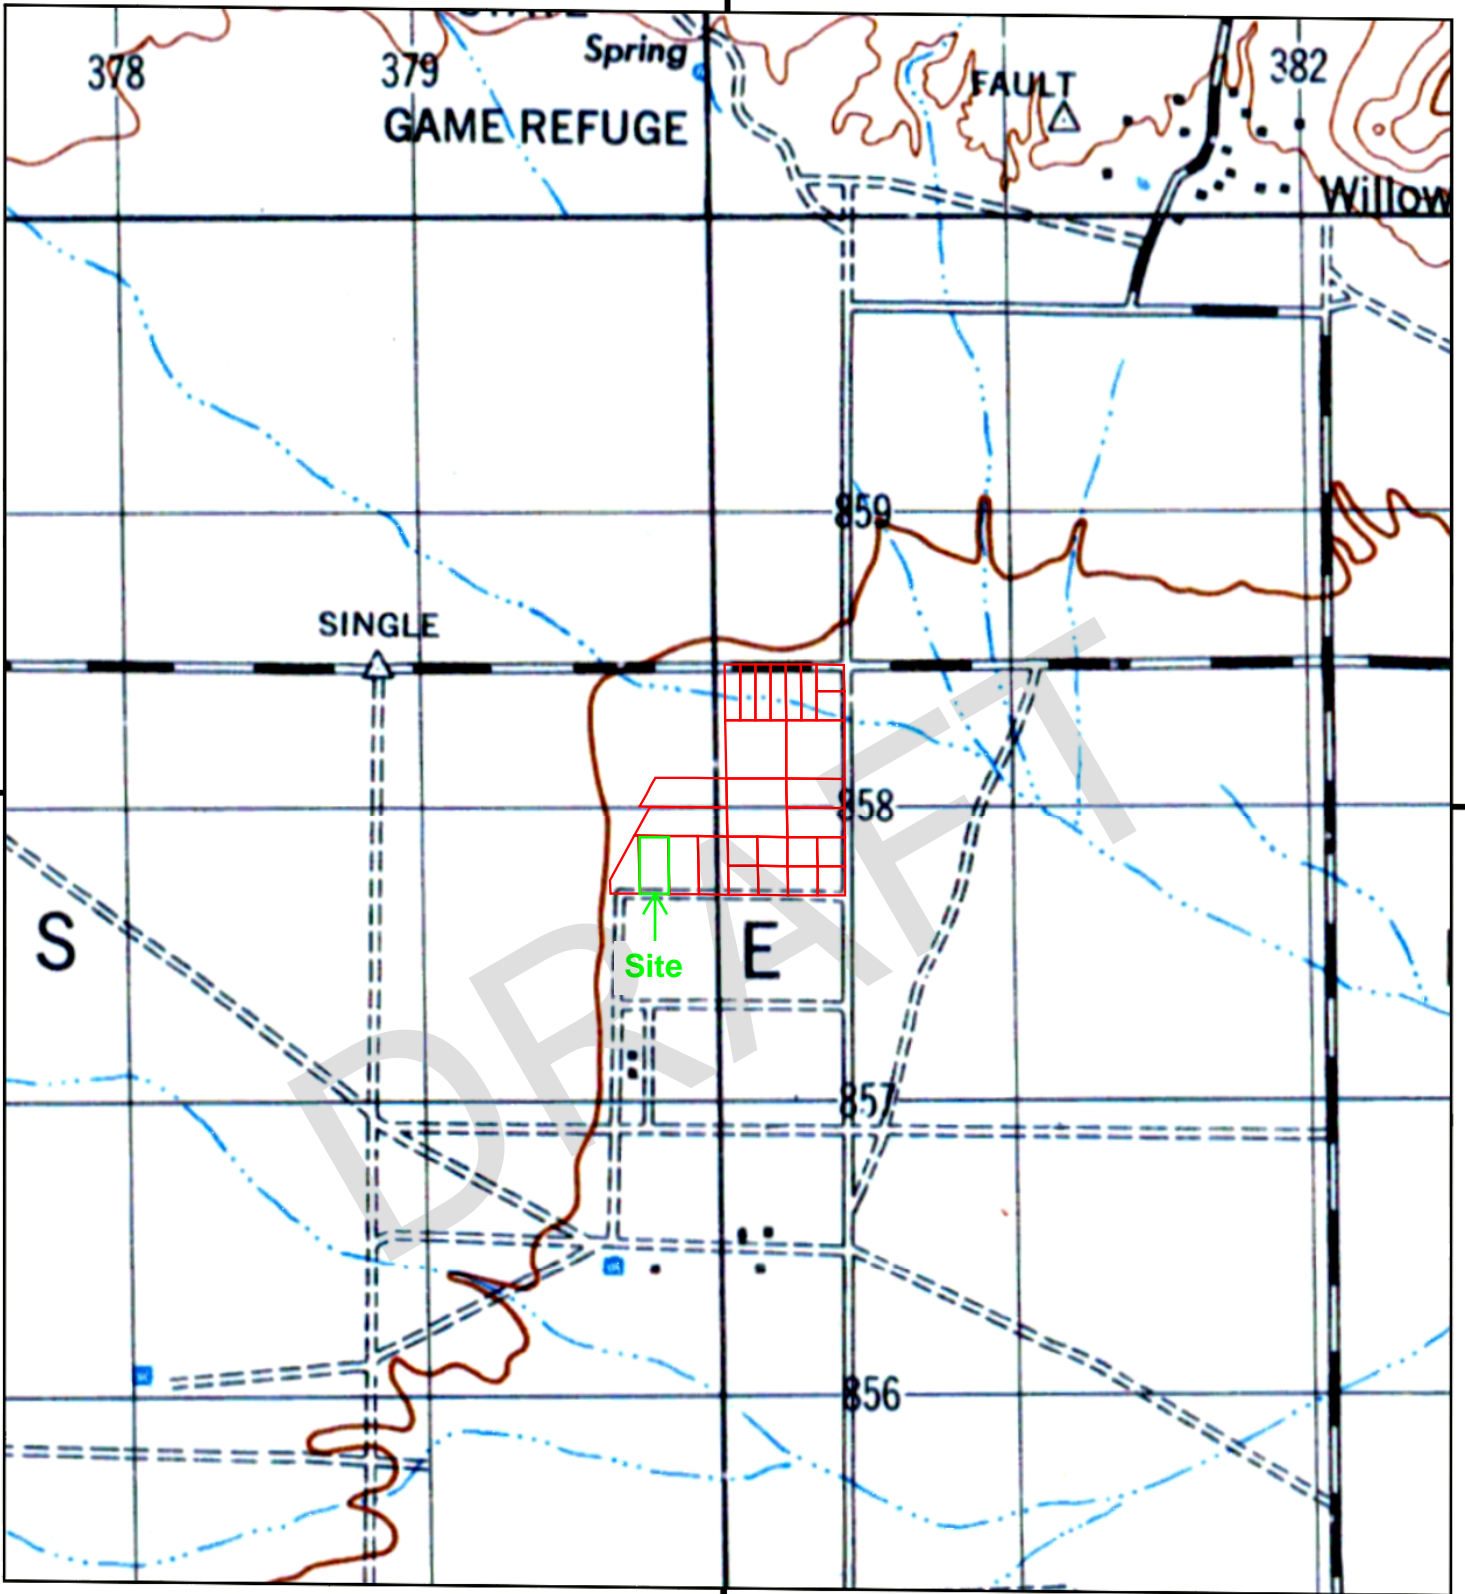 Spring
378
379
FAULT
382
GAME REFUGE
Willow
859
SINGLE
858
S
E
Site
857
856
DRAFT